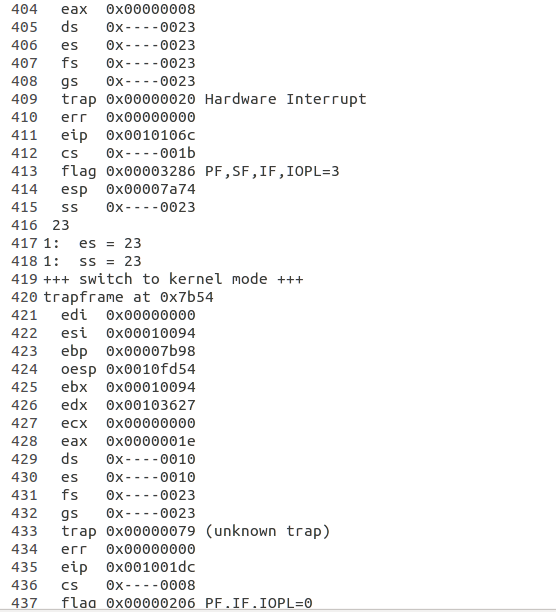 404 eax 0x00000008
405 ds 0x----0023
406 es 0x----0023
407 fs 0x----0023
408 gs 0x----0023
409 trap 0x00000020 Hardware Interrupt
410 err 0x00000000
411 eip 0x0010106c
412 cs 0x----001b
413 flag 0x00003286 PF,SF,IF,IOPL=3
414 esp 0x00007a74
415 ss 0x----0023
416 23
417 1: es = 23
418 1: ss = 23
419 +++ switch to kernel mode +++
420 trapframe at 0x7b54
421 edi 0x00000000
422 esi 0x00010094
423 ebp 0x00007b98
424 oesp 0x0010fd54
425 ebx 0x00010094
426 edx 0x00103627
427 ecx 0x00000000
428 eax 0x0000001e
429 ds 0x----0010
430 es 0x----0010
431 fs 0x----0023
432 gs 0x----0023
433 trap 0x00000079 (unknown trap)
434 err 0x00000000
435 eip 0x001001dc
436 cs 0x----0008
437 flag 0x00000206 PF,IF,IOPL=0